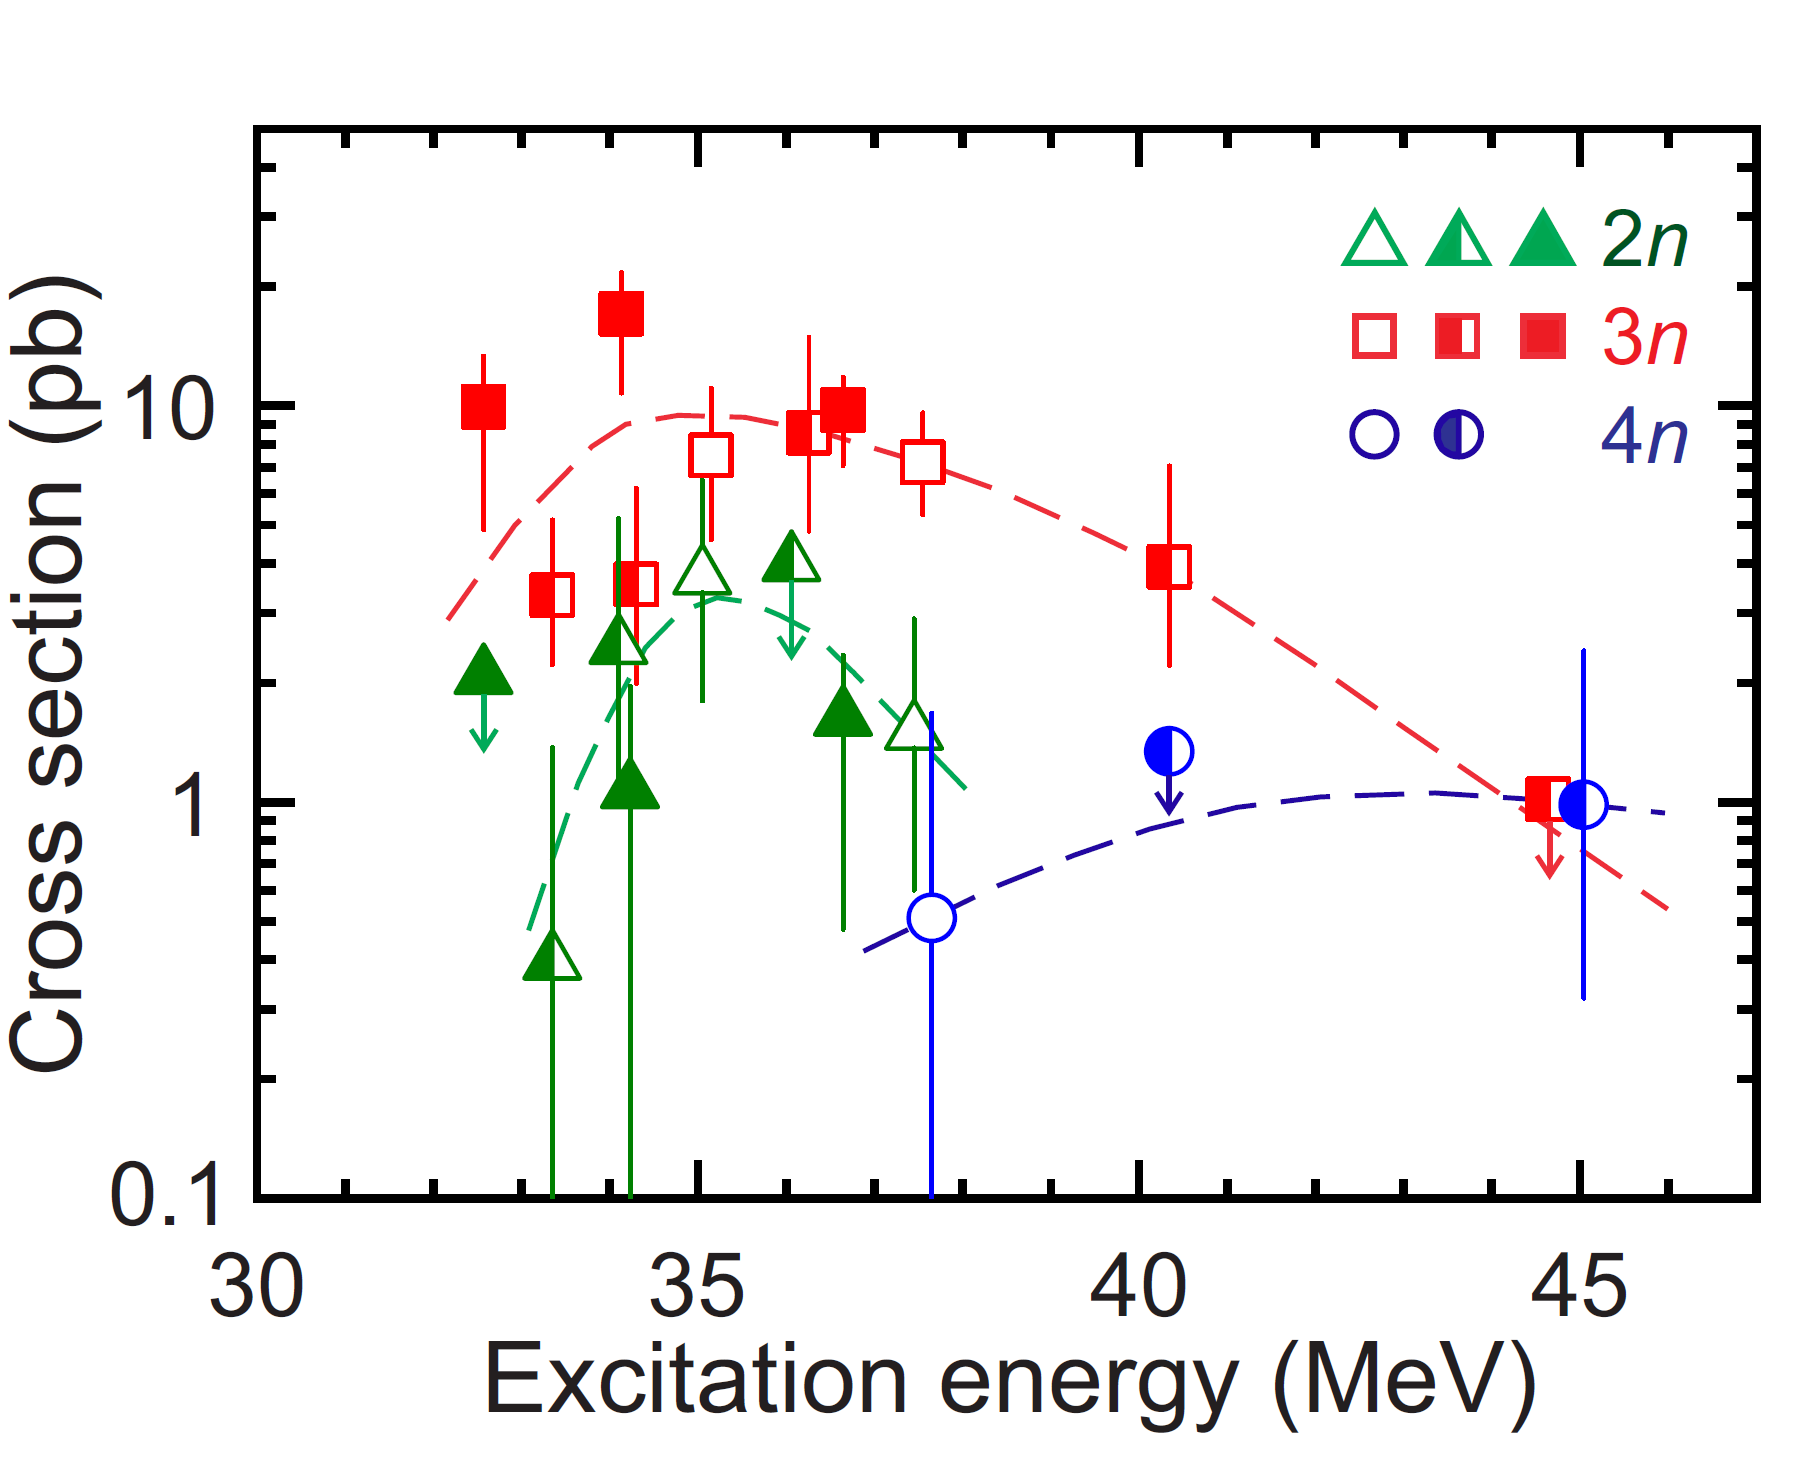 2n
3n
4n
Cross section (pb)
10
1
0.1
30 35 40 45
Excitation energy (MeV)